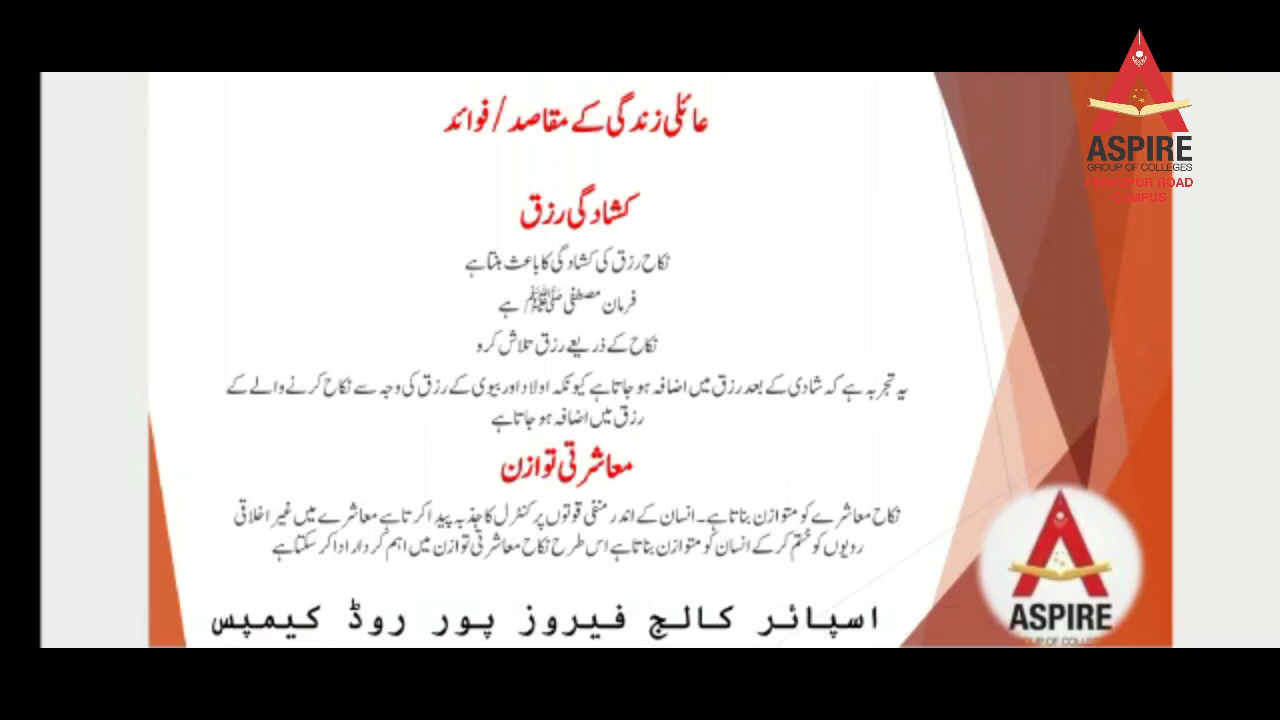 عائلی زندگی کے مقاصد / فوائد
کشادگی رزق
نکاح رزق کی کشادگی کا باعث بنتا ہے
فرمان مصطفی ﷺ ہے
نکاح کے ذریعے رزق تلاش کرو
یہ تجربہ ہے کہ شادی کے بعد رزق میں اضافہ ہو جاتا ہے کیونکہ اولاد اور بیوی کے رزق کی وجہ سے نکاح کرنے والے کے
رزق میں اضافہ ہو جاتا ہے
معاشرتی توازن
نکاح معاشرے کو متوازن بناتا ہے۔ انسان کے اندر منفی قوتوں پر کنٹرل کا جذبہ پیدا کرتا ہے معاشرے میں غیر اخلاقی
رویوں کو ختم کرکے انسان کو متوازن بناتا ہے اس طرح نکاح معاشرتی توازن میں اہم کردار ادا کر سکتا ہے
اسپائر کالج فیروز پور روڈ کیمپس
ASPIRE
GROUP OF COLLEGES
FEROZPUR ROAD
CAMPUS
ASPIRE
GROUP OF COLLEGES